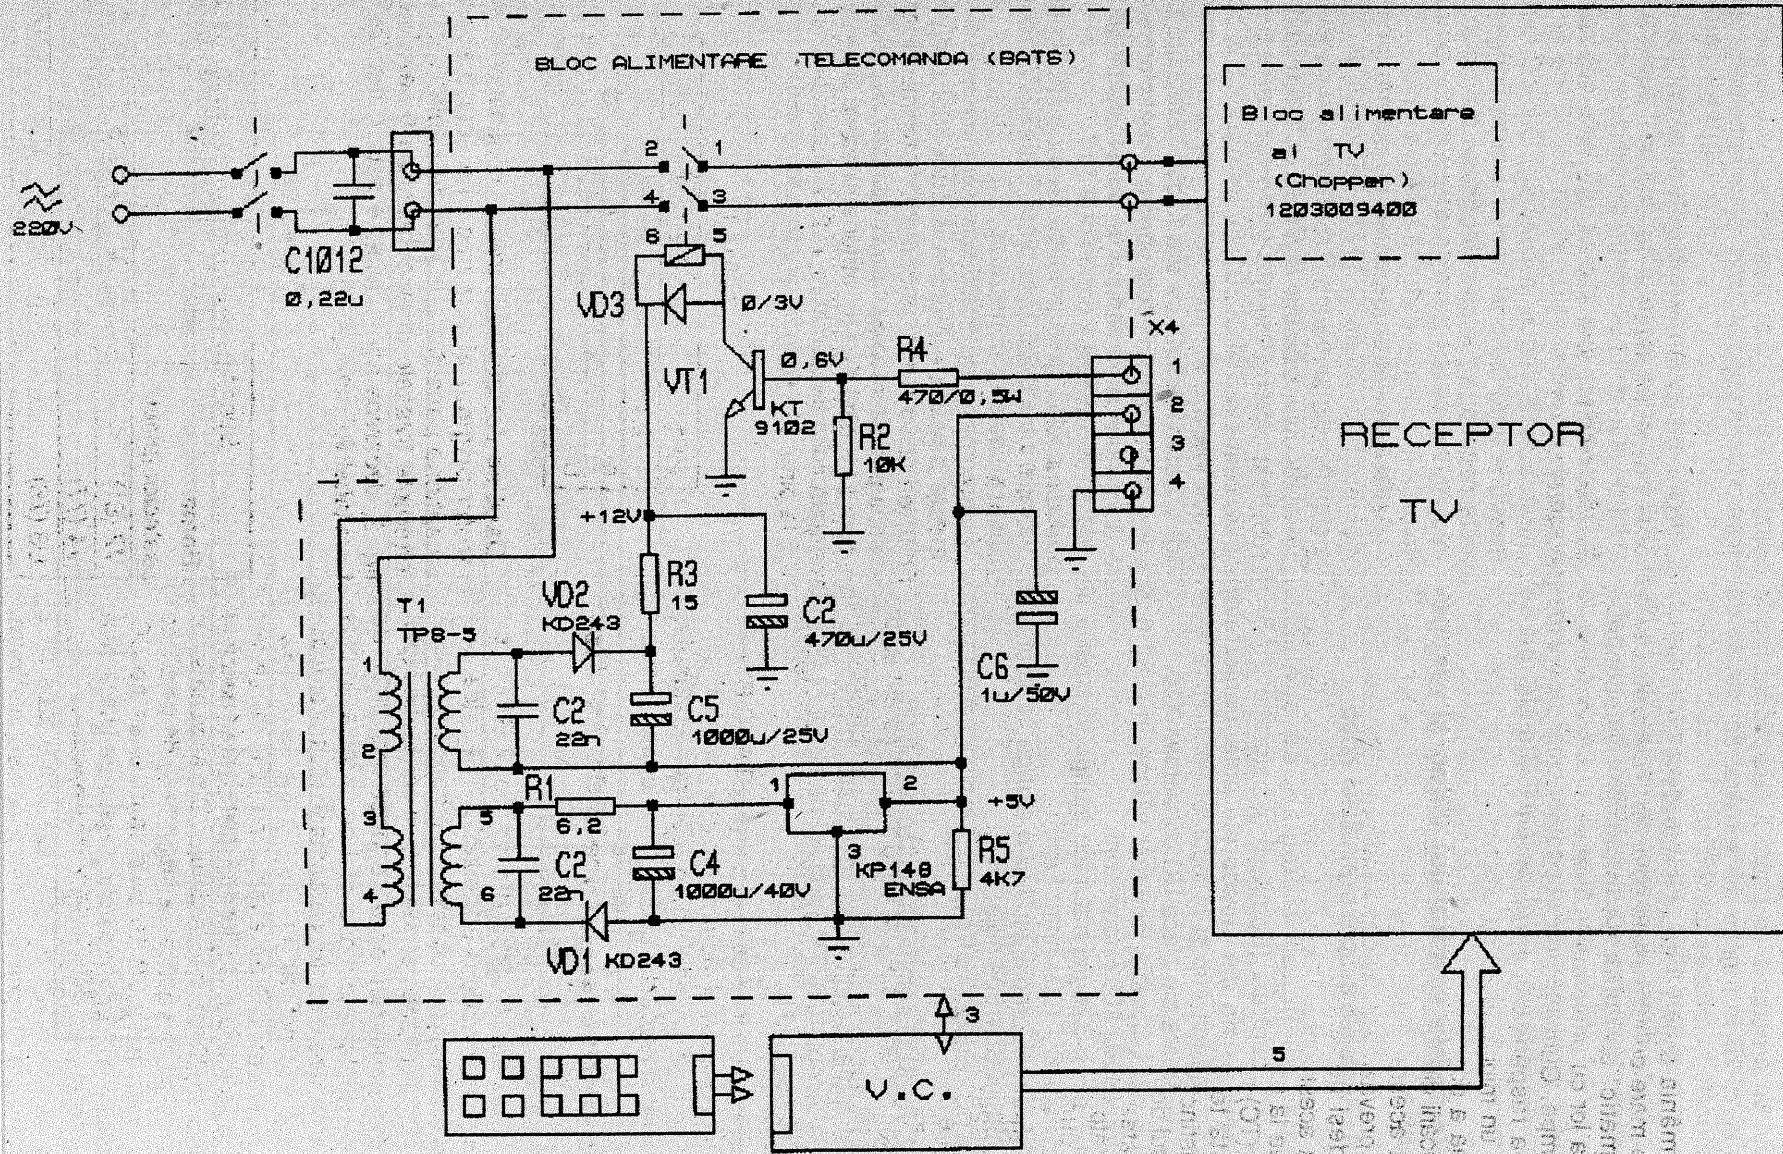 BLOC ALIMENTARE TELECOMANDA (BATS)
Bloc alimentare
al TV
(Chopper)
1203009400
220V
C1012
0,22u
2
1
4
3
6
5
VD3
0/3V
VT1
0,6V
KT
9102
R4
470/0,5W
R2
10K
X4
1
2
3
4
RECEPTOR
TV
+12V
R3
15
C2
470u/25V
VD2
KD243
T1
TP8-5
1
2
3
4
C2
22n
C5
1000u/25V
C6
1u/50V
R1
6,2
5
6
C2
22n
C4
1000u/40V
1
2
3
KP148
ENSA
+5V
R5
4K7
VD1 KD243
3
5
V.C.